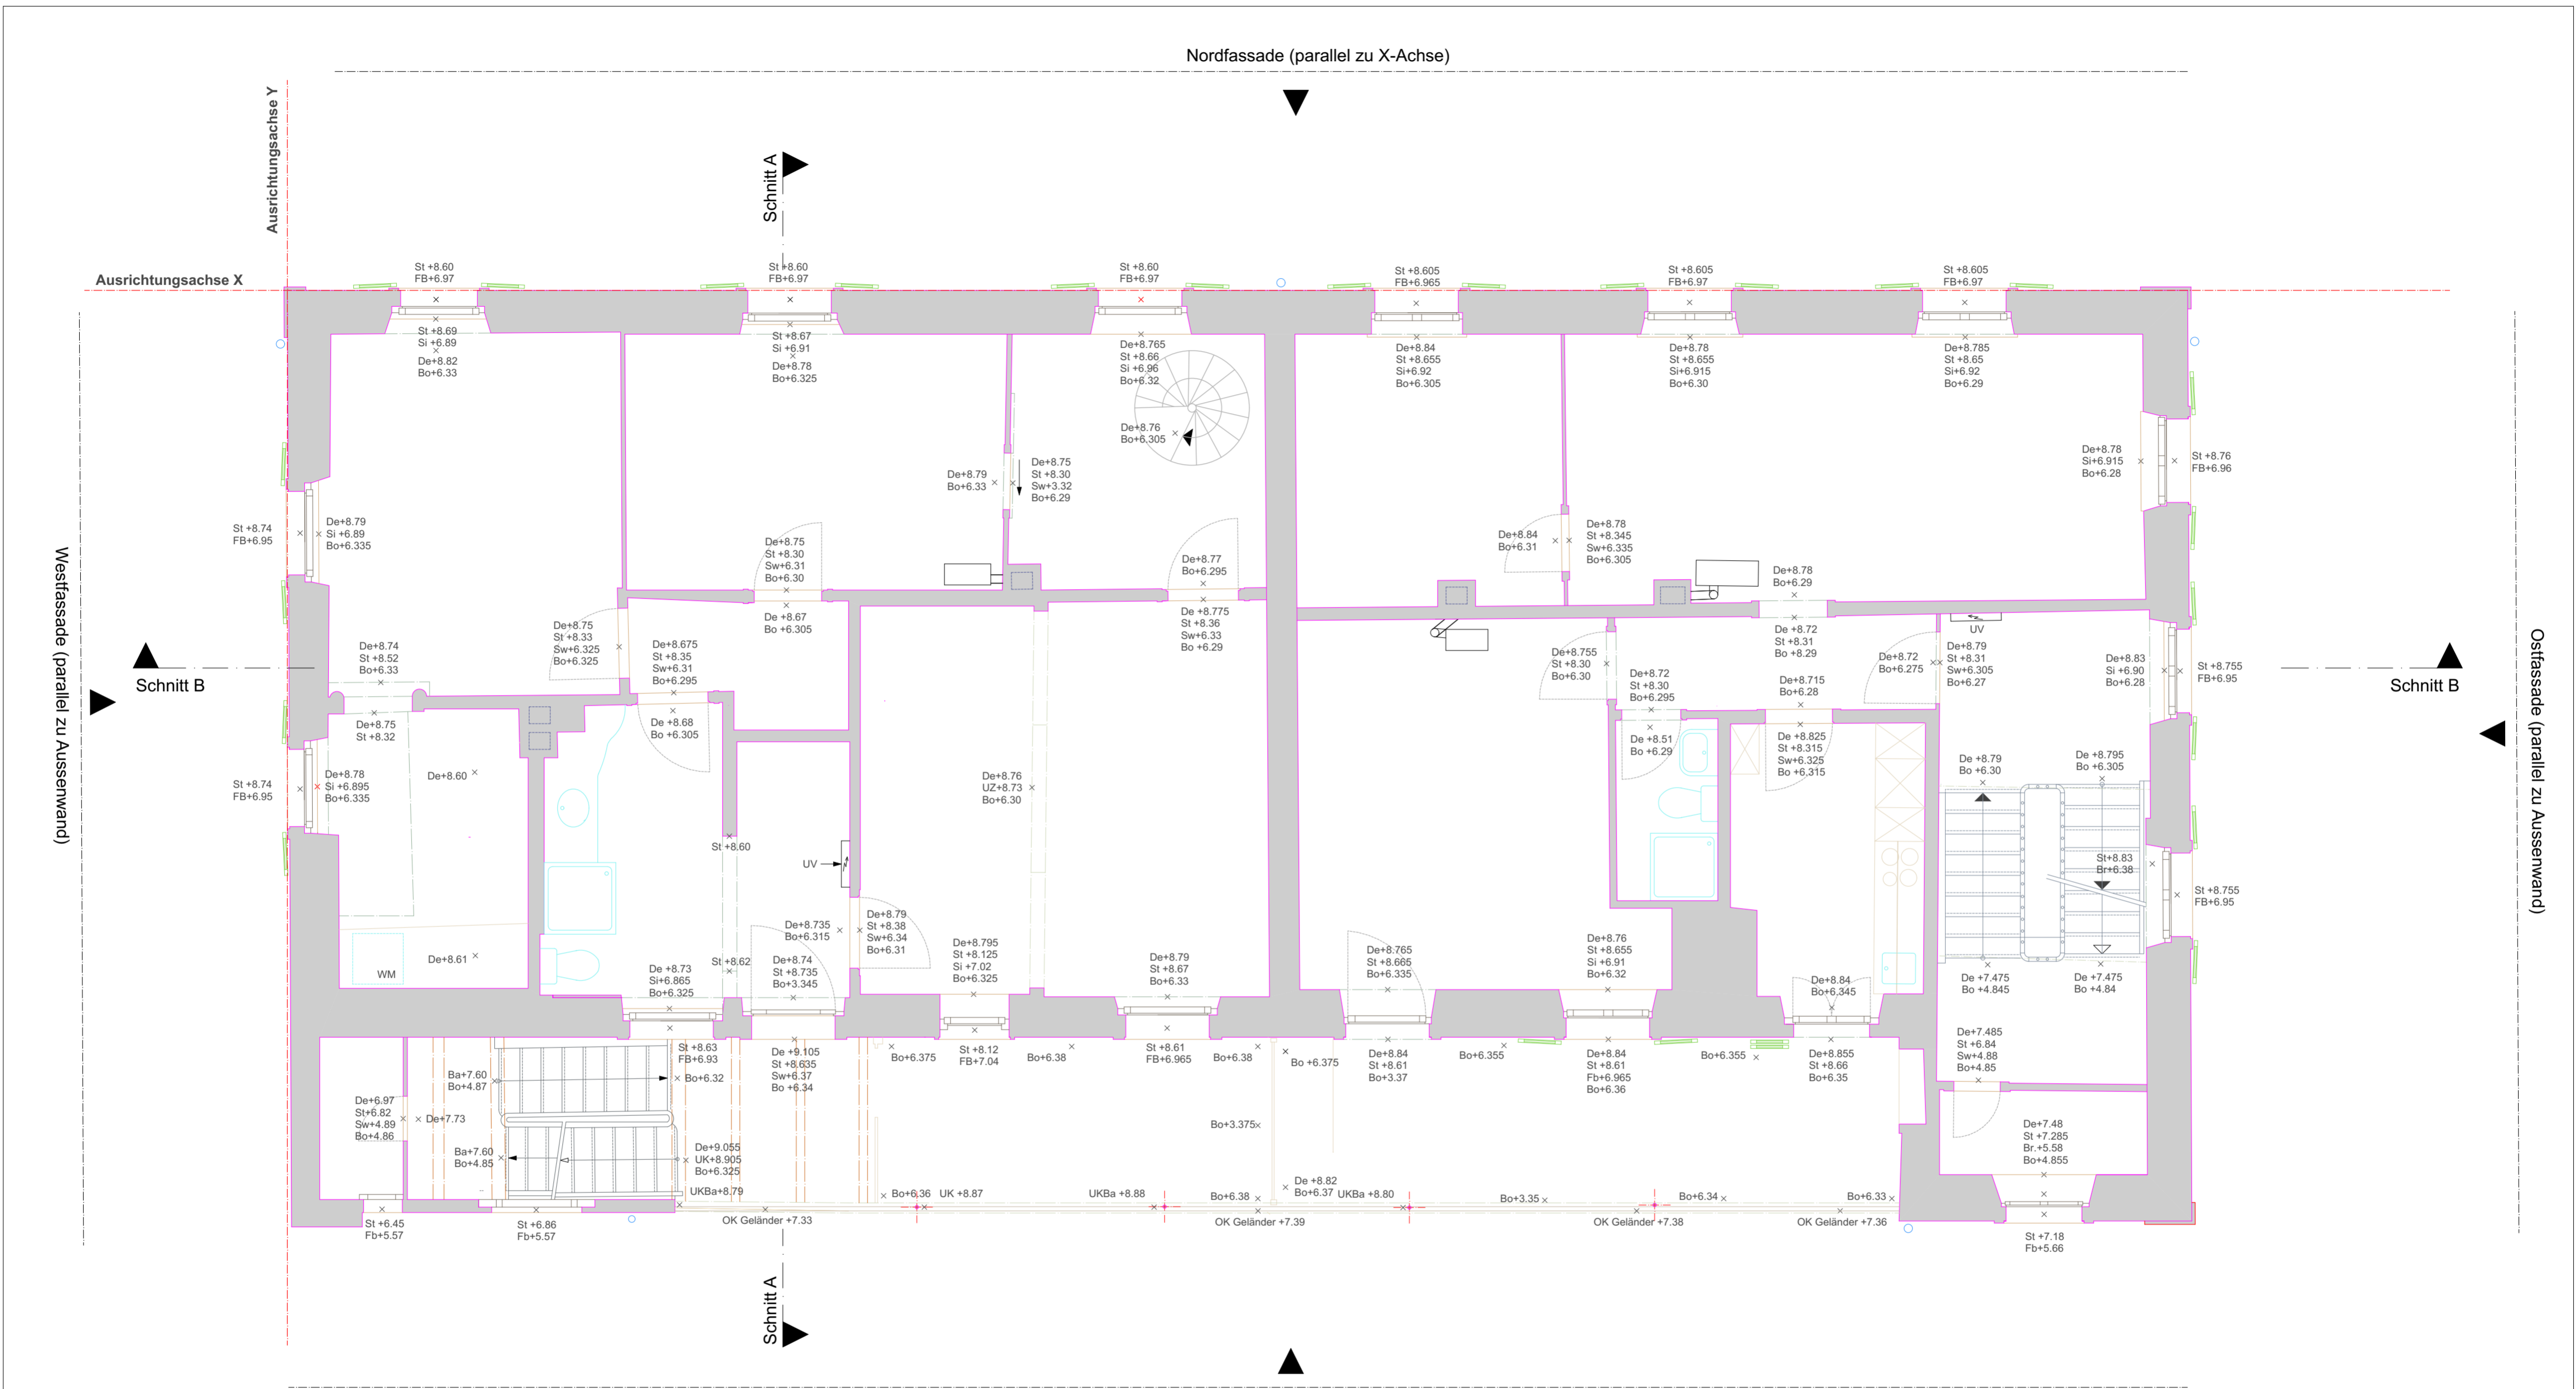 Nordfassade (parallel zu X-Achse)
Ausrichtungsachse Y
Schnitt A
Ausrichtungsachse X
St +8.60
FB+6.97
St +8.60
FB+6.97
St +8.60
FB+6.97
St +8.605
FB+6.965
St +8.605
FB+6.97
St +8.605
FB+6.97
St +8.69
Si +6.89
De+8.82
Bo+6.33
St +8.67
Si +6.91
De+8.78
Bo+6.325
De+8.765
St +8.66
Si +6.96
Bo+6.32
De+8.84
St +8.655
Si+6.92
Bo+6.305
De+8.78
St +8.655
Si+6.915
Bo+6.30
De+8.785
St +8.65
Si+6.92
Bo+6.29
De+8.76
Bo+6.305
De+8.79
Bo+6.33
De+8.75
St +8.30
Sw+3.32
Bo+6.29
De+8.78
Si+6.915
Bo+6.28
St +8.76
FB+6.96
St +8.74
FB+6.95
De+8.79
Si +6.89
Bo+6.335
De+8.75
St +8.30
Sw+6.31
Bo+6.30
De+8.77
Bo+6.295
De+8.84
Bo+6.31
De+8.78
St +8.345
Sw+6.335
Bo+6.305
De+8.78
Bo+6.29
Westfassade (parallel zu Aussenwand)
Ostfassade (parallel zu Aussenwand)
Schnitt B
Schnitt B
De+8.74
St +8.52
Bo+6.33
De+8.75
St +8.33
Sw+6.325
Bo+6.325
De+8.675
St +8.35
Sw+6.31
Bo+6.295
De +8.67
Bo +6.305
De +8.775
St +8.36
Sw+6.33
Bo +6.29
De+8.755
St +8.30
Bo+6.30
De+8.72
St +8.30
Bo+6.295
De +8.72
St +8.31
Bo +8.29
De+8.72
Bo+6.275
UV
De+8.79
St +8.31
Sw+6.305
Bo+6.27
De+8.83
Si +6.90
Bo+6.28
St +8.755
FB+6.95
De+8.715
Bo+6.28
De+8.75
St +8.32
De +8.68
Bo +6.305
De +8.51
Bo +6.29
De +8.825
St +8.315
Sw+6.325
Bo +6.315
De +8.79
Bo +6.30
De +8.795
Bo +6.305
St +8.74
FB+6.95
De+8.78
Si +6.895
Bo+6.335
De+8.60
De+8.76
UZ+8.73
Bo+6.30
St +8.60
UV
St+8.83
Br+6.38
St +8.755
FB+6.95
De+8.61
WM
De +8.73
Si+6.865
Bo+6.325
St +8.62
De+8.735
Bo+6.315
De+8.74
St +8.735
Bo+3.345
De+8.79
St +8.38
Sw+6.34
Bo+6.31
De+8.795
St +8.125
Si +7.02
Bo+6.325
De+8.79
St +8.67
Bo+6.33
De+8.765
St +8.665
Bo+6.335
De+8.76
St +8.655
Si +6.91
Bo+6.32
De+8.84
Bo+6.345
De +7.475
Bo +4.845
De +7.475
Bo +4.84
St +8.63
FB+6.93
De +9.105
St +8.635
Sw+6.37
Bo +6.34
Bo+6.375
St +8.12
FB+7.04
Bo+6.38
St +8.61
FB+6.965
Bo+6.38
Bo +6.375
De+8.84
St +8.61
Bo+3.37
Bo+6.355
De+8.84
St +8.61
Fb+6.965
Bo+6.36
Bo+6.355
De+8.855
St +8.66
Bo+6.35
De+7.485
St +6.84
Sw+4.88
Bo+4.85
Ba+7.60
Bo+4.87
Bo+6.32
De+6.97
St+6.82
Sw+4.89
Bo+4.86
De+7.73
Ba+7.60
Bo+4.85
De+9.055
UK+8.905
Bo+6.325
UKBa+8.79
Bo+3.375
De+7.48
St +7.285
Br.+5.58
Bo+4.855
De +8.82
Bo+6.37
Bo+6.36
UK +8.87
UKBa +8.88
Bo+6.38
UKBa +8.80
Bo+3.35
Bo+6.34
Bo+6.33
St +6.45
Fb+5.57
St +6.86
Fb+5.57
OK Geländer +7.33
OK Geländer +7.39
OK Geländer +7.38
OK Geländer +7.36
St +7.18
Fb+5.66
Schnitt A